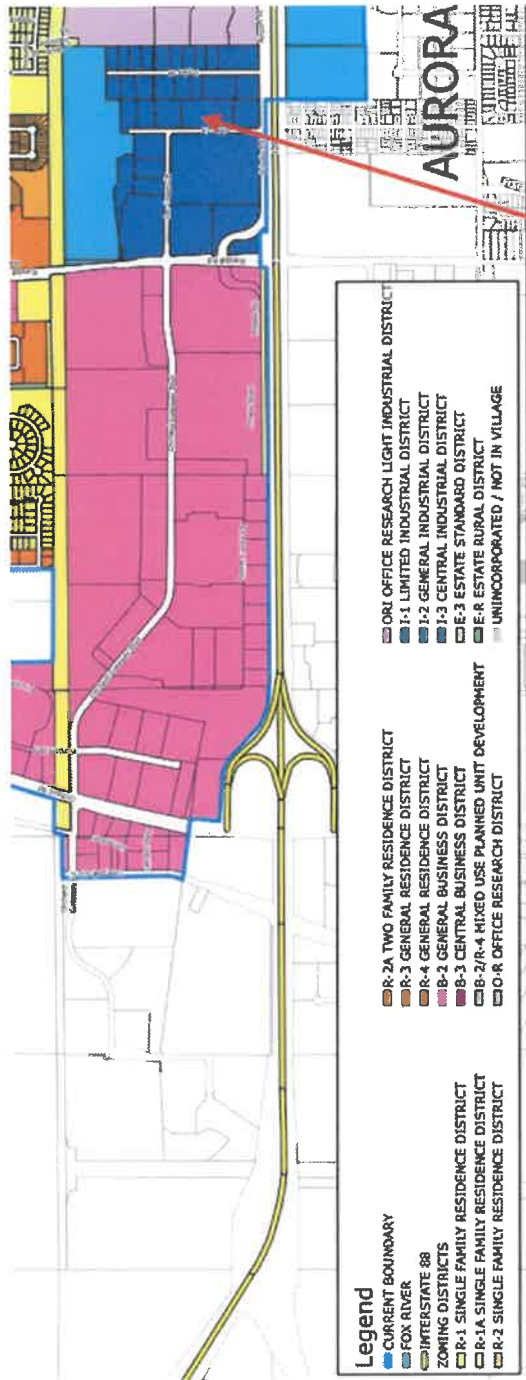 AURORA
Legend
CURRENT BOUNDARY
FOX RIVER
INTERSTATE 88
ZONING DISTRICTS
R-1 SINGLE FAMILY RESIDENCE DISTRICT
R-1A SINGLE FAMILY RESIDENCE DISTRICT
R-2 SINGLE FAMILY RESIDENCE DISTRICT
R-2A TWO FAMILY RESIDENCE DISTRICT
R-3 GENERAL RESIDENCE DISTRICT
R-4 GENERAL RESIDENCE DISTRICT
B-2 GENERAL BUSINESS DISTRICT
B-3 CENTRAL BUSINESS DISTRICT
B-2/R-4 MIXED USE PLANNED UNIT DEVELOPMENT
O-R OFFICE RESEARCH DISTRICT
ORI OFFICE RESEARCH LIGHT INDUSTRIAL DISTRICT
I-1 LIMITED INDUSTRIAL DISTRICT
I-2 GENERAL INDUSTRIAL DISTRICT
I-3 CENTRAL INDUSTRIAL DISTRICT
E-3 ESTATE STANDARD DISTRICT
E-R ESTATE RURAL DISTRICT
UNINCORPORATED / NOT IN VILLAGE